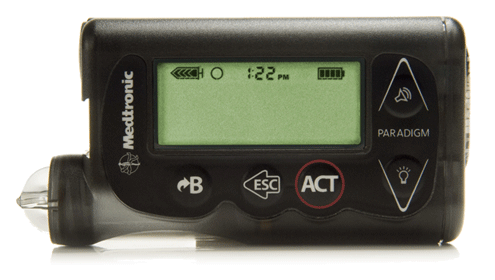 Medtronic
1:22 PM
PARADIGM
B
ESC
ACT